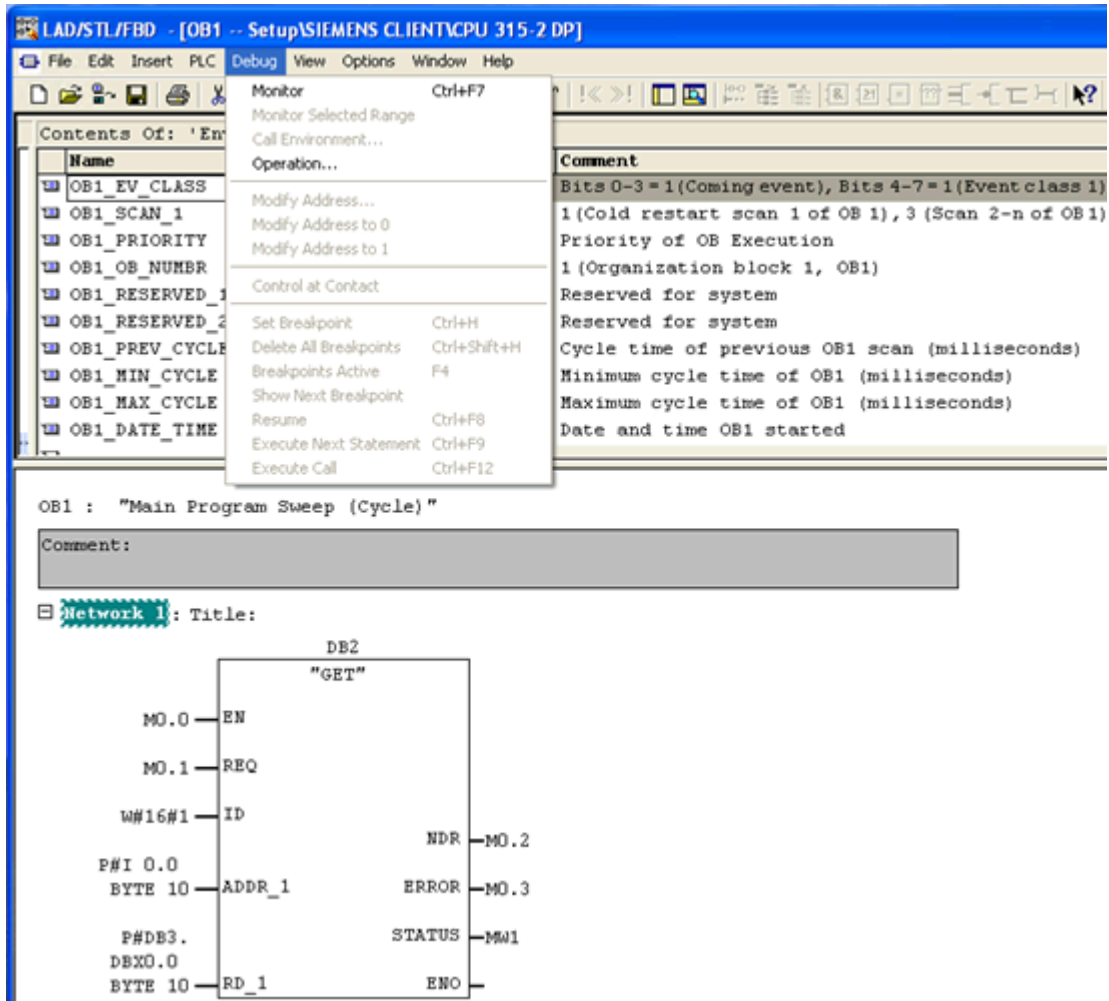 LAD/STL/FBD - [OB1 -- Setup\SIEMENS CLIENT\CPU 315-2 DP]
File Edit Insert PLC Debug View Options Window Help
Monitor Ctrl+F7
Monitor Selected Range
Call Environment...
Operation...
Modify Address...
Modify Address to 0
Modify Address to 1
Control at Contact
Set Breakpoint Ctrl+H
Delete All Breakpoints Ctrl+Shift+H
Breakpoints Active F4
Show Next Breakpoint
Resume Ctrl+F8
Execute Next Statement Ctrl+F9
Execute Call Ctrl+F12
Contents Of: 'En
Name Comment
OB1_EV_CLASS Bits 0-3 = 1 (Coming event), Bits 4-7 = 1 (Event class 1)
OB1_SCAN_1 1 (Cold restart scan 1 of OB 1), 3 (Scan 2-n of OB 1)
OB1_PRIORITY Priority of OB Execution
OB1_OB_NUMBR 1 (Organization block 1, OB1)
OB1_RESERVED_1 Reserved for system
OB1_RESERVED_2 Reserved for system
OB1_PREV_CYCLE Cycle time of previous OB1 scan (milliseconds)
OB1_MIN_CYCLE Minimum cycle time of OB1 (milliseconds)
OB1_MAX_CYCLE Maximum cycle time of OB1 (milliseconds)
OB1_DATE_TIME Date and time OB1 started
OB1 : "Main Program Sweep (Cycle)"
Comment:
Network 1: Title:
DB2
"GET"
M0.0 EN
M0.1 REQ
W#16#1 ID
NDR M0.2
P#I 0.0
BYTE 10 ADDR_1 ERROR M0.3
P#DB3. STATUS MW1
DBX0.0
BYTE 10 RD_1 ENO